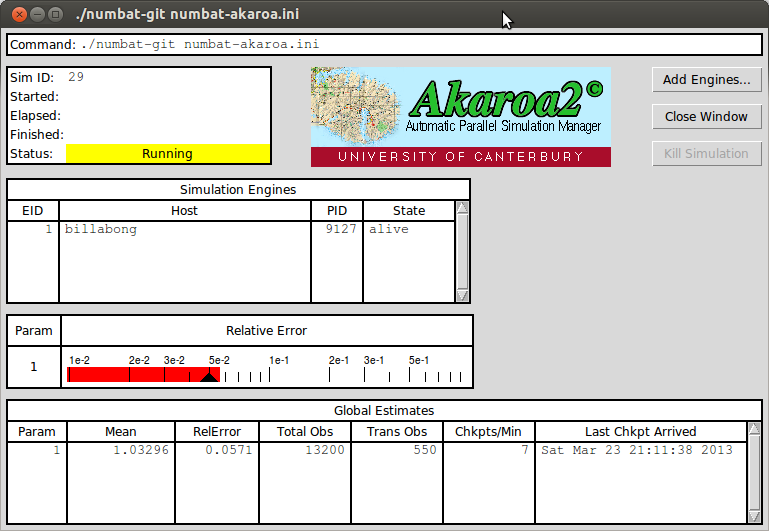 ./numbat-git numbat-akaroa.ini
Command: ./numbat-git numbat-akaroa.ini
Sim ID: 29
Started:
Elapsed:
Finished:
Status: Running
Akaroa2©
Automatic Parallel Simulation Manager
UNIVERSITY OF CANTERBURY
Add Engines...
Close Window
Kill Simulation
Simulation Engines
EID Host PID State
1 billabong 9127 alive
Param Relative Error
1 1e-2 2e-2 3e-2 5e-2 1e-1 2e-1 3e-1 5e-1
Global Estimates
Param Mean RelError Total Obs Trans Obs Chkpts/Min Last Chkpt Arrived
1 1.03296 0.0571 13200 550 7 Sat Mar 23 21:11:38 2013